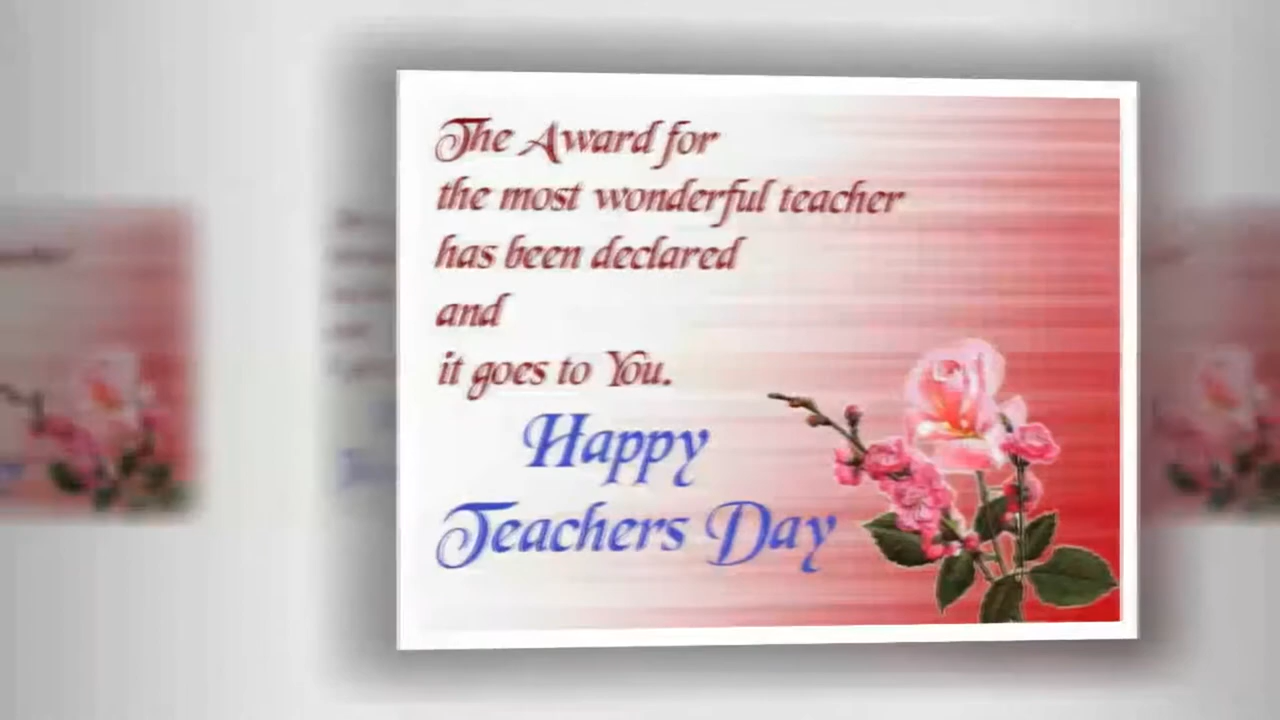 The Award for
the most wonderful teacher
has been declared
and
it goes to You.
Happy
Teachers Day